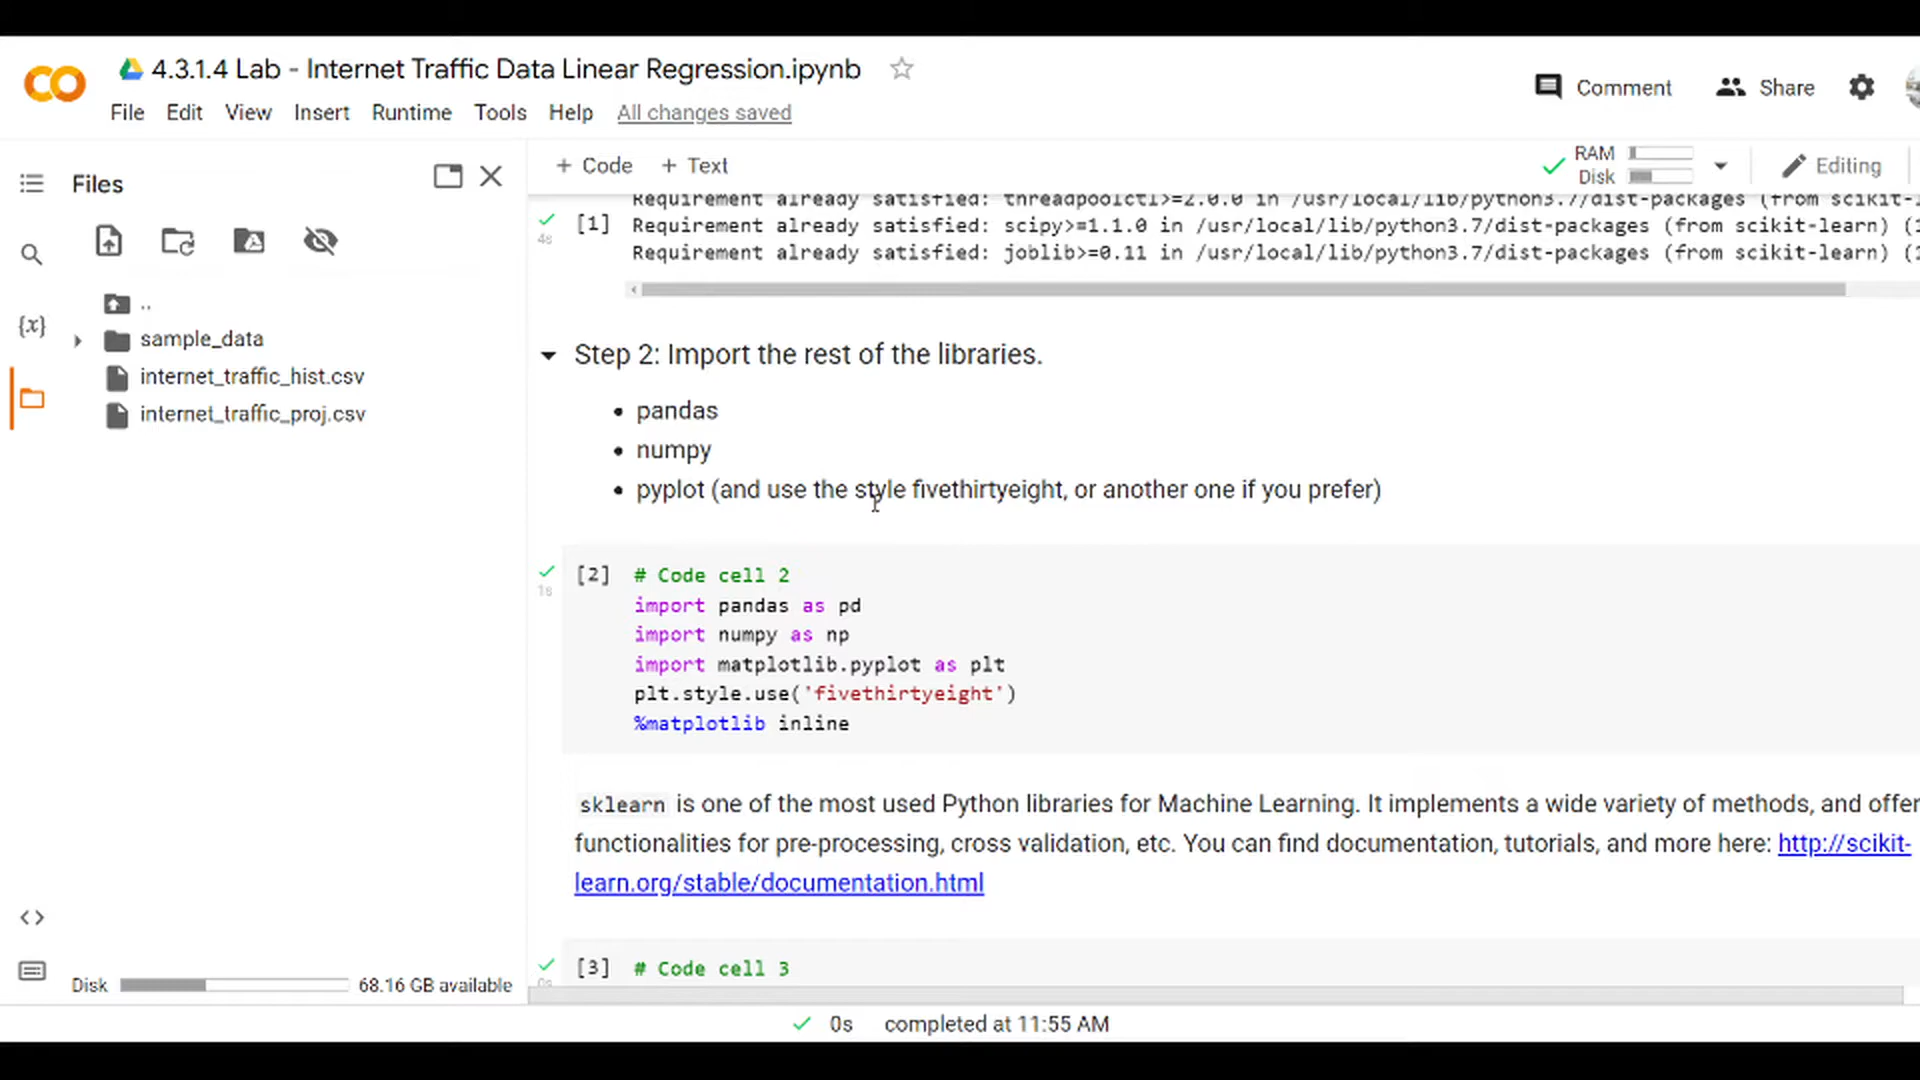 4.3.1.4 Lab - Internet Traffic Data Linear Regression.ipynb
File Edit View Insert Runtime Tools Help All changes saved
Comment Share
Files
+ Code + Text
RAM
Disk
Editing
..
sample_data
internet_traffic_hist.csv
internet_traffic_proj.csv
{x}
Disk 68.16 GB available
Requirement already satisfied: threadpoolctl>=2.0.0 in /usr/local/lib/python3.7/dist-packages (from scikit-
[1] Requirement already satisfied: scipy>=1.1.0 in /usr/local/lib/python3.7/dist-packages (from scikit-learn) (
4s
Requirement already satisfied: joblib>=0.11 in /usr/local/lib/python3.7/dist-packages (from scikit-learn) (
Step 2: Import the rest of the libraries.
• pandas
• numpy
• pyplot (and use the style fivethirtyeight, or another one if you prefer)
[2] # Code cell 2
1s
import pandas as pd
import numpy as np
import matplotlib.pyplot as plt
plt.style.use('fivethirtyeight')
%matplotlib inline
sklearn is one of the most used Python libraries for Machine Learning. It implements a wide variety of methods, and offer
functionalities for pre-processing, cross validation, etc. You can find documentation, tutorials, and more here: http://scikit-
learn.org/stable/documentation.html
[3] # Code cell 3
0s
0s completed at 11:55 AM